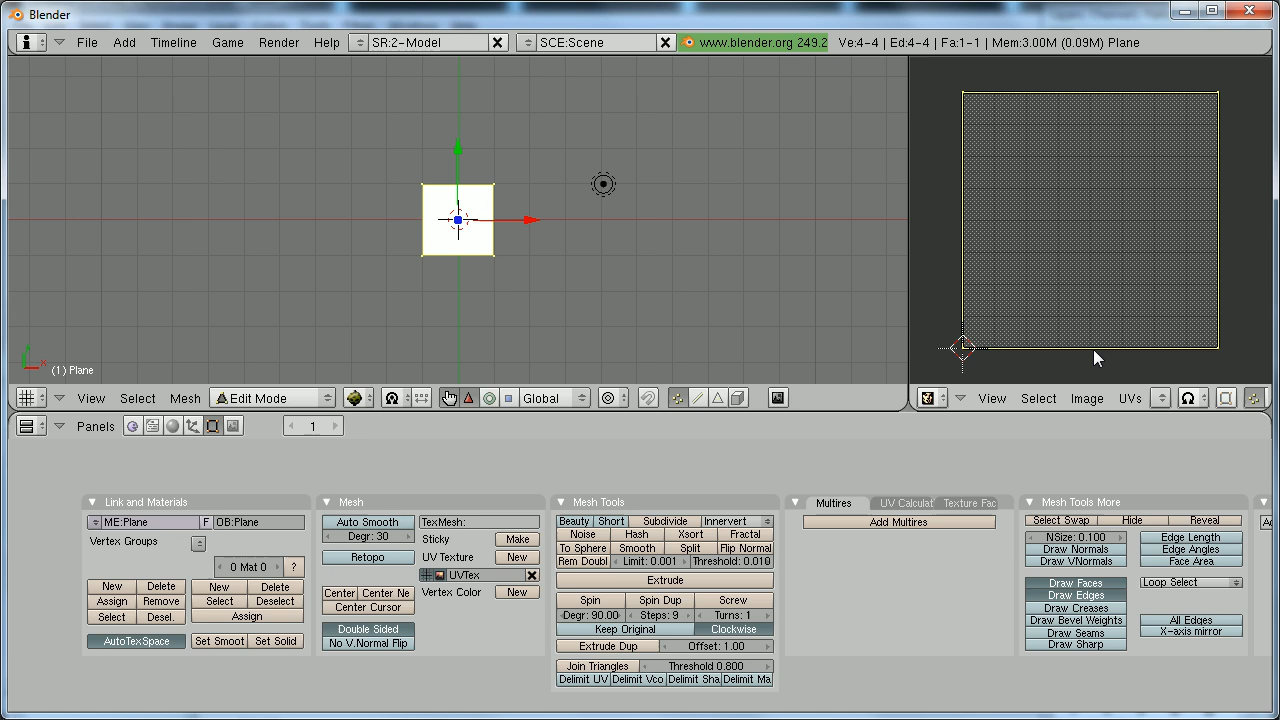 Blender
File Add Timeline Game Render Help SR:2-Model SCE:Scene www.blender.org 249.2 Ve:4-4 | Ed:4-4 | Fa:1-1 | Mem:3.00M (0.09M) Plane
x
(1) Plane
View Select Mesh Edit Mode Global
View Select Image UVs
Panels 1
Link and Materials
ME:Plane F OB:Plane
Vertex Groups
0 Mat 0 ?
New Delete New Delete
Assign Remove Select Deselect
Select Desel. Assign
AutoTexSpace Set Smoot Set Solid
Mesh
Auto Smooth TexMesh:
Degr: 30 Sticky Make
Retopo UV Texture New
UVTex
Center Center Ne Vertex Color New
Center Cursor
Double Sided
No V.Normal Flip
Mesh Tools
Beauty Short Subdivide Innervert
Noise Hash Xsort Fractal
To Sphere Smooth Split Flip Normal
Rem Doubl Limit: 0.001 Threshold: 0.010
Extrude
Spin Spin Dup Screw
Degr: 90.00 Steps: 9 Turns: 1
Keep Original Clockwise
Extrude Dup Offset: 1.00
Join Triangles Threshold 0.800
Delimit UV Delimit Vco Delimit Sha Delimit Ma
Multires UV Calculat Texture Fac
Add Multires
Mesh Tools More
Select Swap Hide Reveal
NSize: 0.100 Edge Length
Draw Normals Edge Angles
Draw VNormals Face Area
Draw Faces Loop Select
Draw Edges
Draw Creases
Draw Bevel Weights All Edges
Draw Seams X-axis mirror
Draw Sharp